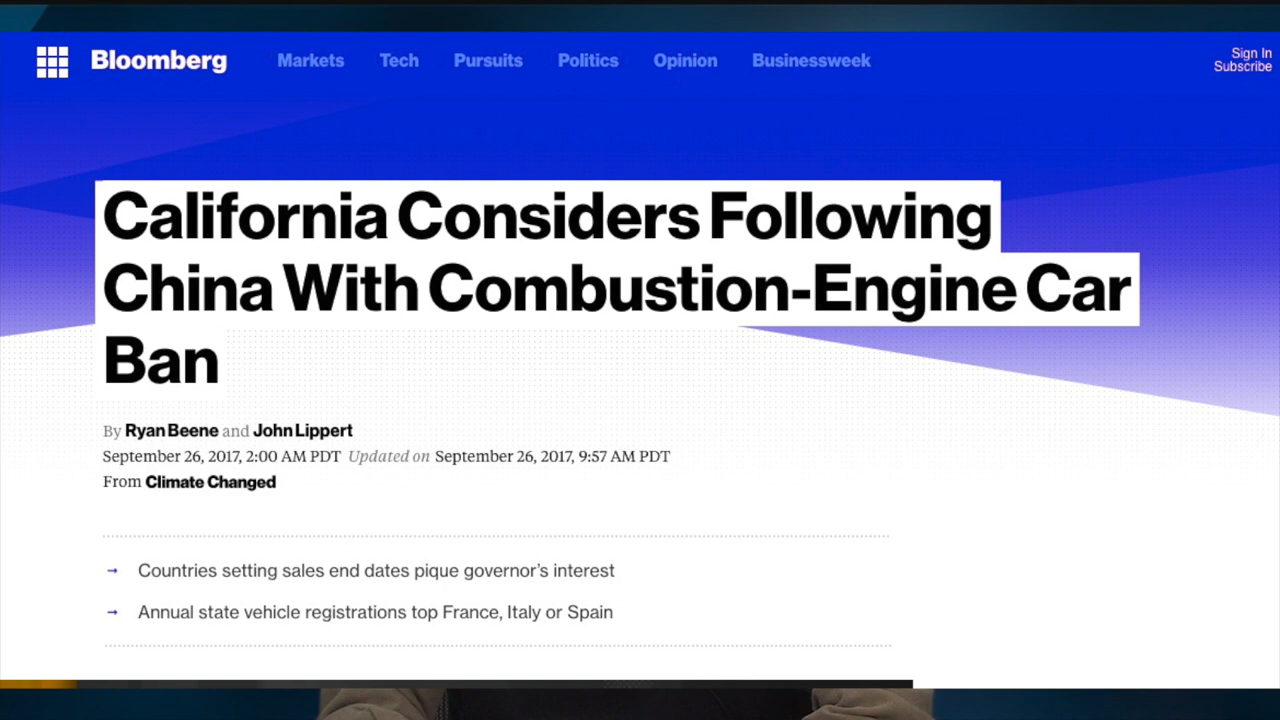 Bloomberg Markets Tech Pursuits Politics Opinion Businessweek
Sign In
Subscribe
California Considers Following
China With Combustion-Engine Car
Ban
By Ryan Beene and John Lippert
September 26, 2017, 2:00 AM PDT Updated on September 26, 2017, 9:57 AM PDT
From Climate Changed
→ Countries setting sales end dates pique governor’s interest
→ Annual state vehicle registrations top France, Italy or Spain